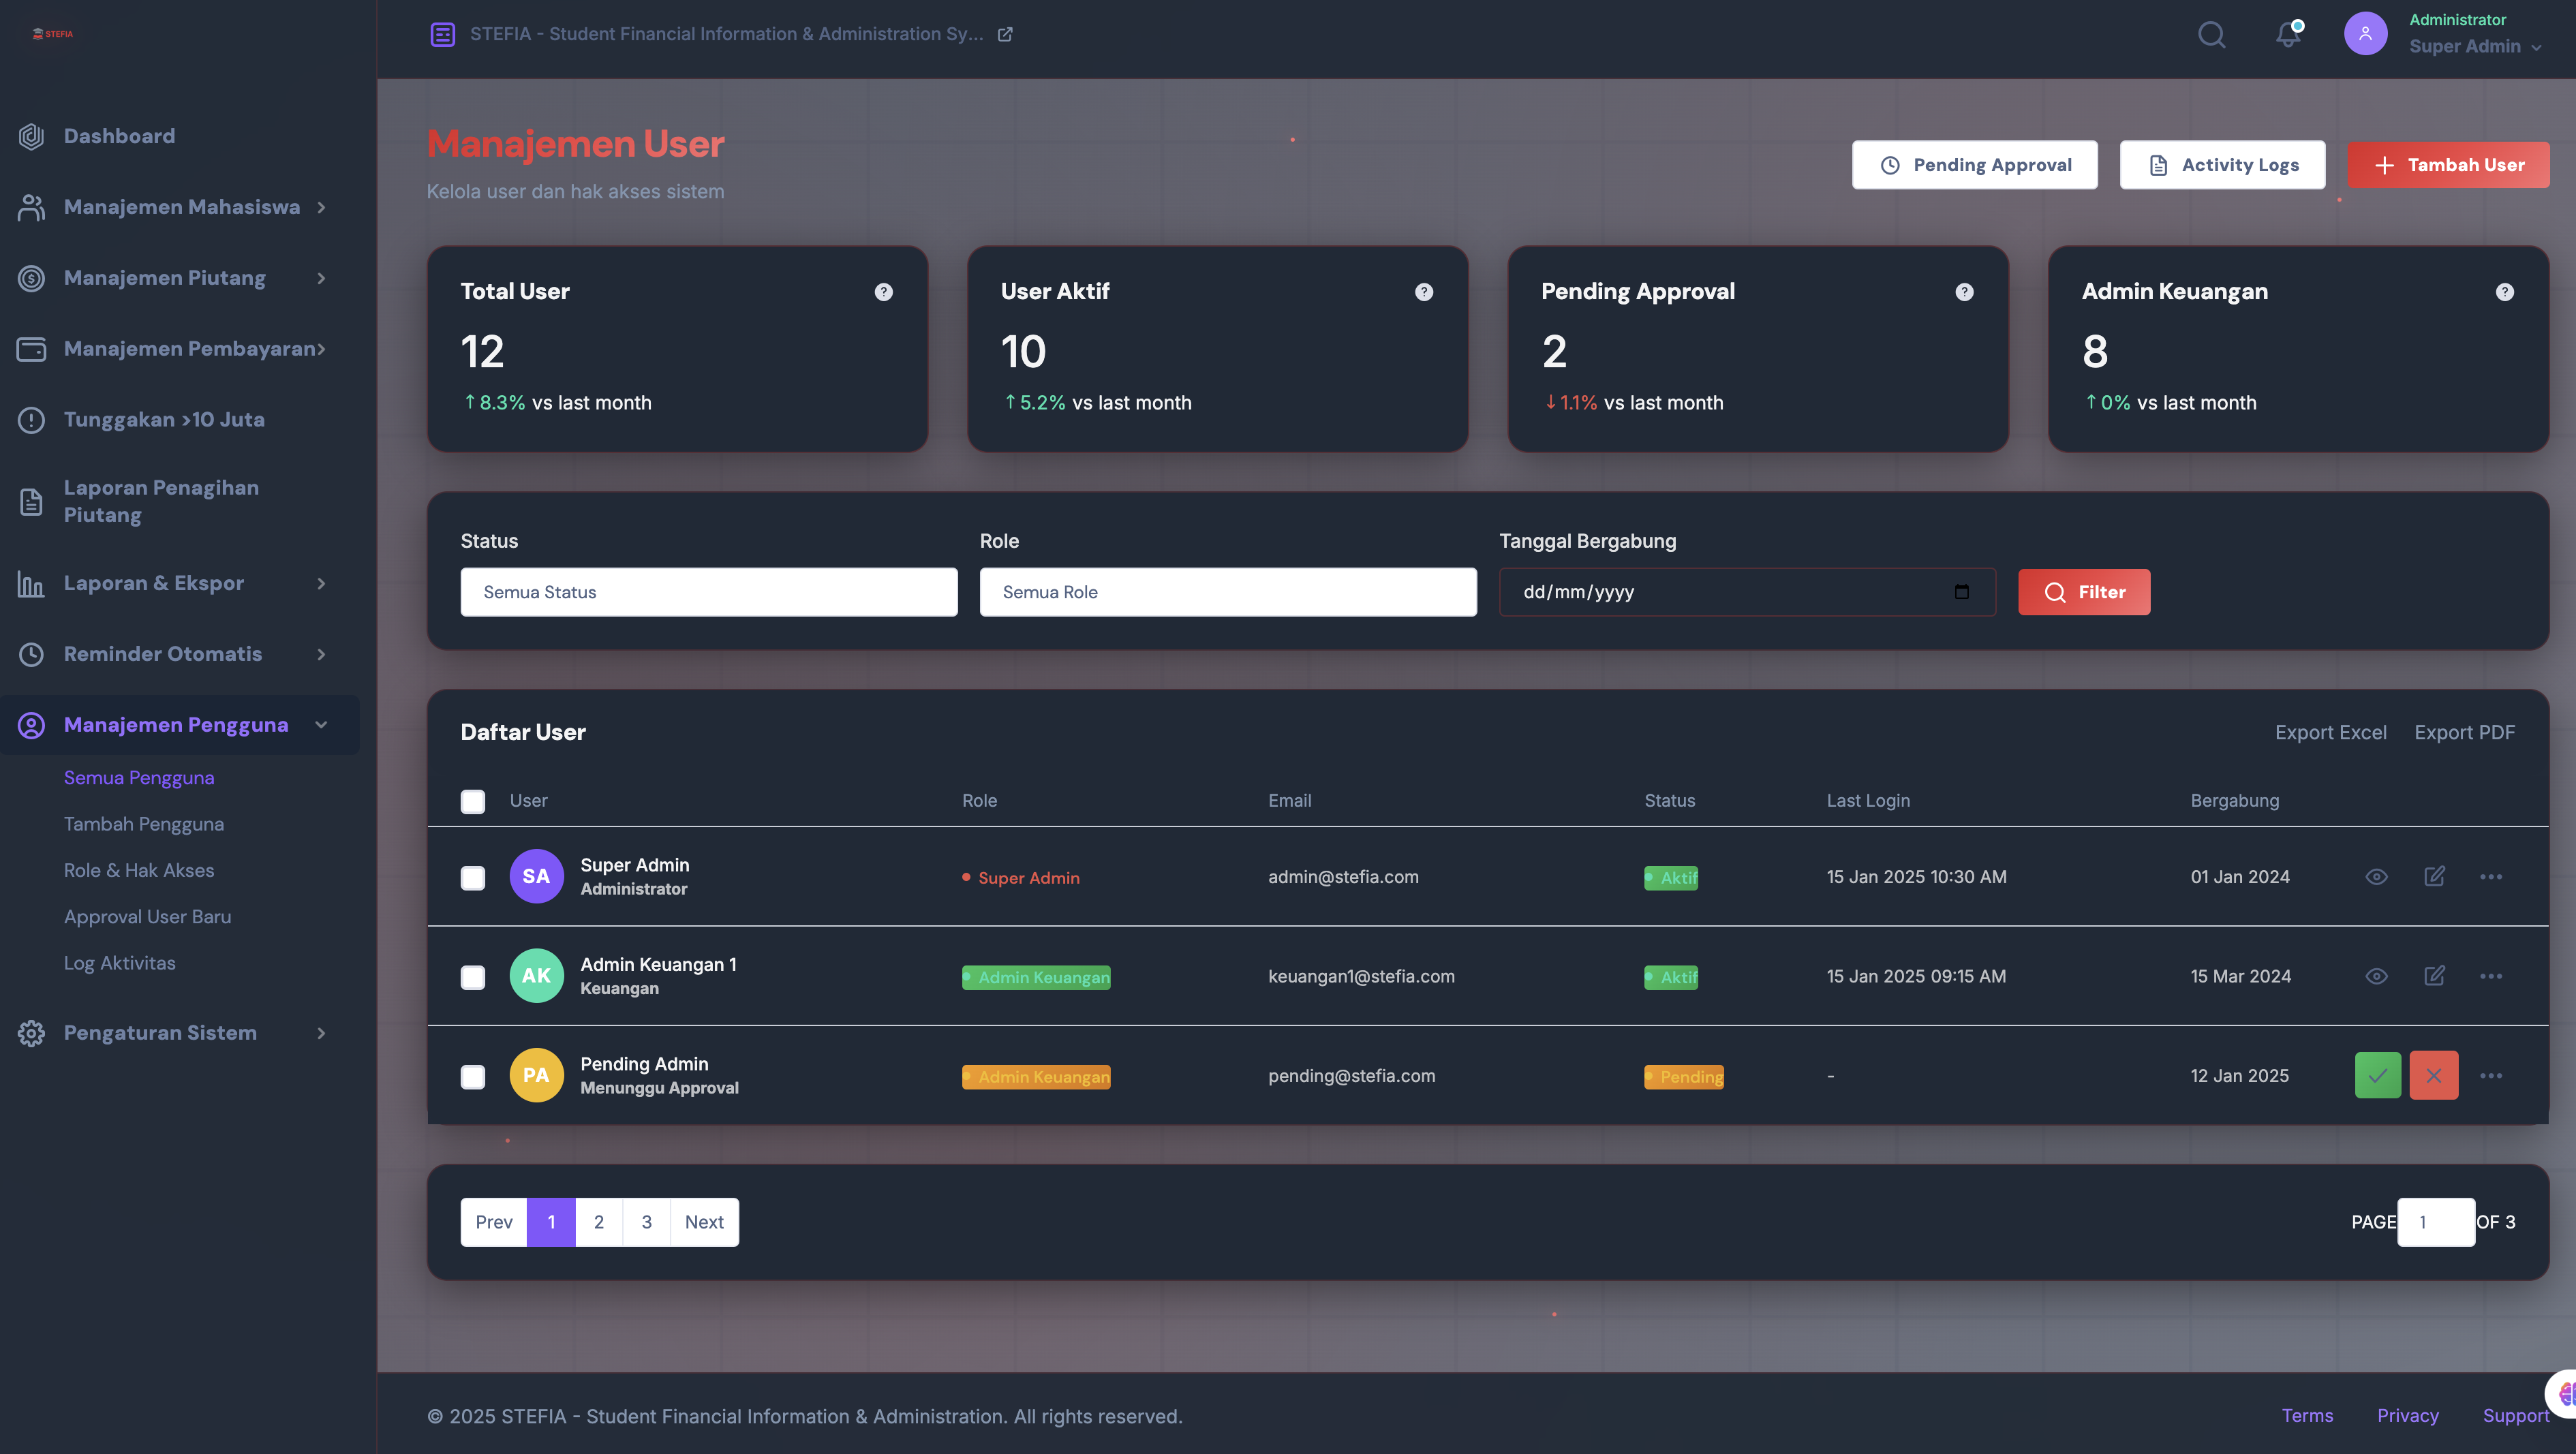 STEFIA
STEFIA - Student Financial Information & Administration Sy...
Administrator
Super Admin
Dashboard
Manajemen Mahasiswa
Manajemen Piutang
Manajemen Pembayaran
Tunggakan >10 Juta
Laporan Penagihan
Piutang
Laporan & Ekspor
Reminder Otomatis
Manajemen Pengguna
Semua Pengguna
Tambah Pengguna
Role & Hak Akses
Approval User Baru
Log Aktivitas
Pengaturan Sistem
Manajemen User
Kelola user dan hak akses sistem
Pending Approval
Activity Logs
Tambah User
Total User ?
12
↑ 8.3% vs last month
User Aktif ?
10
↑ 5.2% vs last month
Pending Approval ?
2
↓ 1.1% vs last month
Admin Keuangan ?
8
↑ 0% vs last month
Status
Semua Status
Role
Semua Role
Tanggal Bergabung
dd/mm/yyyy
Filter
Daftar User
Export Excel Export PDF
User Role Email Status Last Login Bergabung
SA Super Admin
Administrator
Super Admin admin@stefia.com Aktif 15 Jan 2025 10:30 AM 01 Jan 2024
AK Admin Keuangan 1
Keuangan
Admin Keuangan keuangan1@stefia.com Aktif 15 Jan 2025 09:15 AM 15 Mar 2024
PA Pending Admin
Menunggu Approval
Admin Keuangan pending@stefia.com Pending - 12 Jan 2025
Prev 1 2 3 Next
PAGE 1 OF 3
© 2025 STEFIA - Student Financial Information & Administration. All rights reserved.
Terms Privacy Support